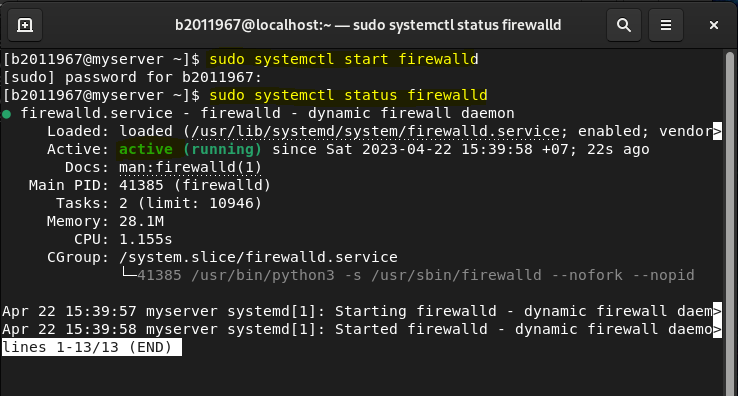 b2011967@localhost:~ — sudo systemctl status firewalld
[b2011967@myserver ~]$ sudo systemctl start firewalld
[sudo] password for b2011967:
[b2011967@myserver ~]$ sudo systemctl status firewalld
● firewalld.service - firewalld - dynamic firewall daemon
     Loaded: loaded (/usr/lib/systemd/system/firewalld.service; enabled; vendor>
     Active: active (running) since Sat 2023-04-22 15:39:58 +07; 22s ago
       Docs: man:firewalld(1)
   Main PID: 41385 (firewalld)
      Tasks: 2 (limit: 10946)
     Memory: 28.1M
        CPU: 1.155s
     CGroup: /system.slice/firewalld.service
             └─41385 /usr/bin/python3 -s /usr/sbin/firewalld --nofork --nopid
Apr 22 15:39:57 myserver systemd[1]: Starting firewalld - dynamic firewall daem>
Apr 22 15:39:58 myserver systemd[1]: Started firewalld - dynamic firewall daemo>
lines 1-13/13 (END)